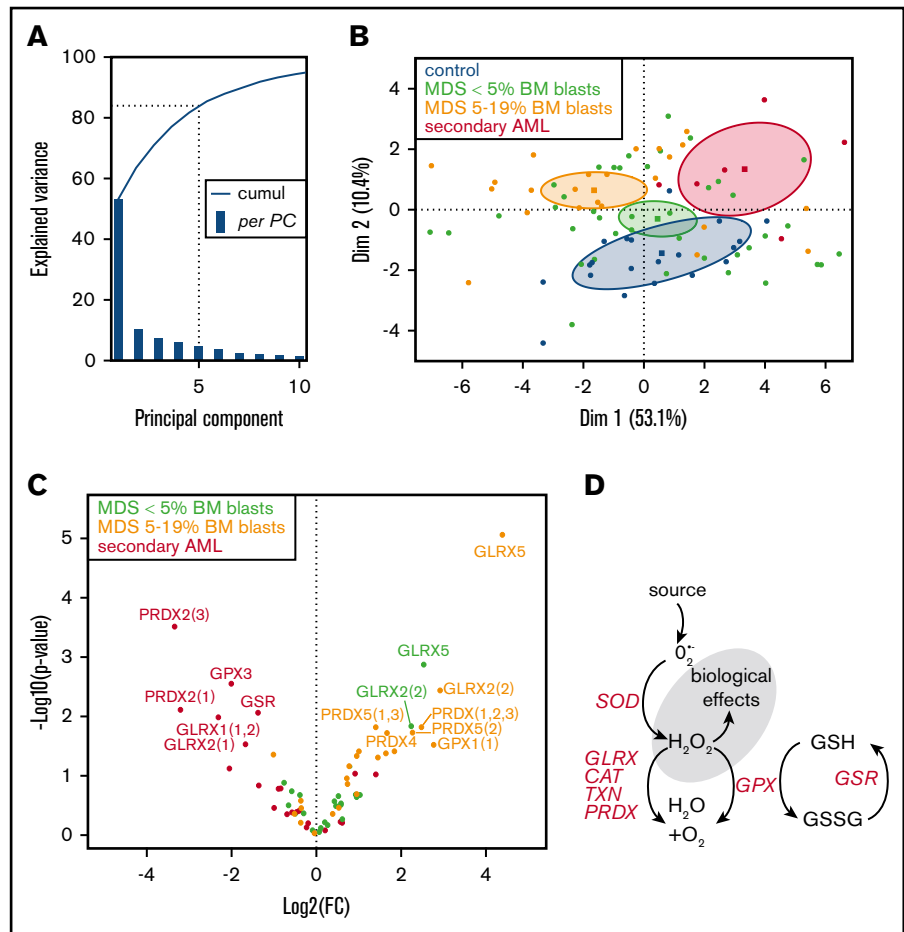 A
100
80
60
40
20
0
Explained variance
cumul
per PC
5
10
Principal component
B
control
MDS < 5% BM blasts
MDS 5-19% BM blasts
secondary AML
4
2
0
-2
-4
Dim 2 (10.4%)
-6
-4
-2
0
2
4
6
Dim 1 (53.1%)
C
MDS < 5% BM blasts
MDS 5-19% BM blasts
secondary AML
5
4
3
2
1
0
-Log10(p-value)
GLRX5
PRDX2(3)
GLRX5
GPX3
GLRX2(2)
GLRX2(2)
PRDX2(1)
GSR
PRDX5(1,3)
PRDX(1,2,3)
GLRX1(1,2)
PRDX5(2)
GLRX2(1)
PRDX4
GPX1(1)
-4
-2
0
2
4
Log2(FC)
D
source
O₂•-
biological
effects
SOD
H₂O₂
GSH
GLRX
CAT
TXN
PRDX
GPX
GSR
H₂O
+O₂
GSSG